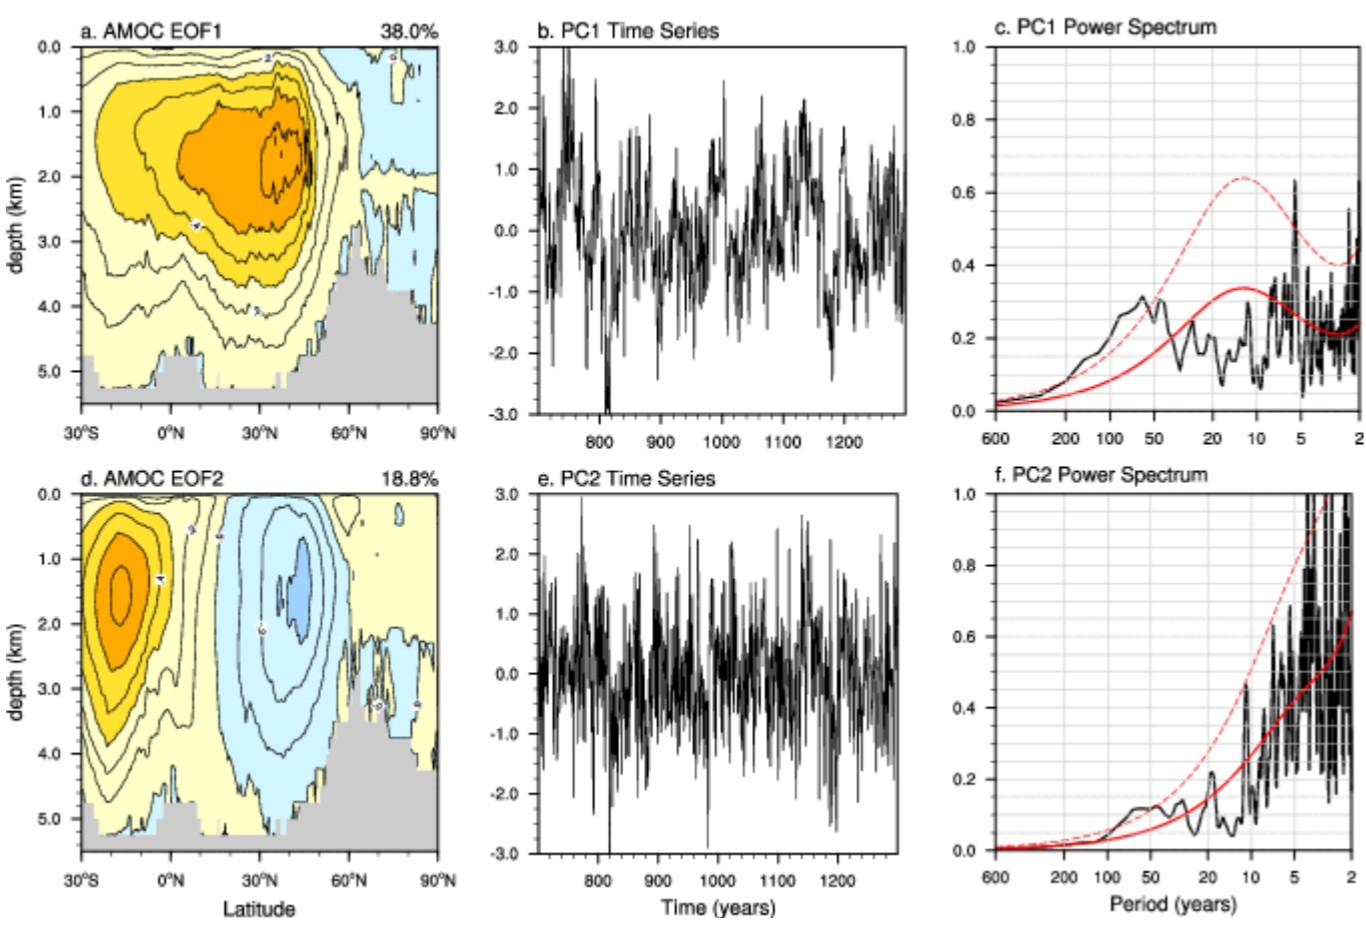 a. AMOC EOF1 38.0%
0.0
1.0
2.0
3.0
4.0
5.0
depth (km)
30°S 0°N 30°N 60°N 90°N
b. PC1 Time Series
3.0
2.0
1.0
0.0
-1.0
-2.0
-3.0
800 900 1000 1100 1200
c. PC1 Power Spectrum
1.0
0.8
0.6
0.4
0.2
0.0
600 200 100 50 20 10 5 2
d. AMOC EOF2 18.8%
0.0
1.0
2.0
3.0
4.0
5.0
depth (km)
30°S 0°N 30°N 60°N 90°N
Latitude
e. PC2 Time Series
3.0
2.0
1.0
0.0
-1.0
-2.0
-3.0
800 900 1000 1100 1200
Time (years)
f. PC2 Power Spectrum
1.0
0.8
0.6
0.4
0.2
0.0
600 200 100 50 20 10 5 2
Period (years)